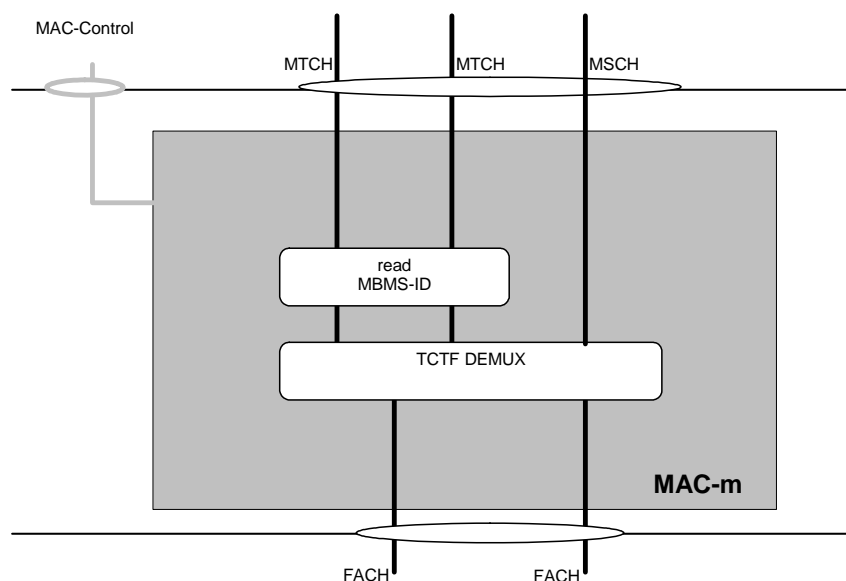 MAC-Control
MTCH
MTCH
MSCH
read
MBMS-ID
TCTF DEMUX
MAC-m
FACH
FACH